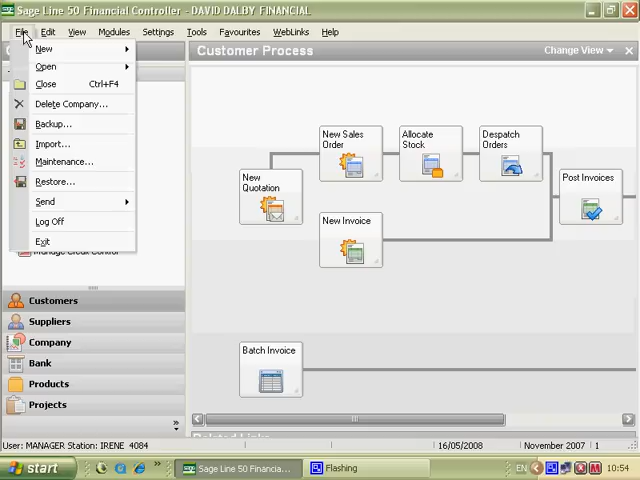 Sage Line 50 Financial Controller - DAVID DALBY FINANCIAL
File Edit View Modules Settings Tools Favourites WebLinks Help
New
Open
Close Ctrl+F4
Delete Company...
Backup...
Import...
Maintenance...
Restore...
Send
Log Off
Exit
Manage Credit Control
Customers
Suppliers
Company
Bank
Products
Projects
Customer Process Change View
New Sales
Order
Allocate
Stock
Despatch
Orders
New
Quotation
Post Invoices
New Invoice
Batch Invoice
Related Links
User: MANAGER Station: IRENE 4084 16/05/2008 November 2007 1
start Sage Line 50 Financia... Flashing EN 10:54